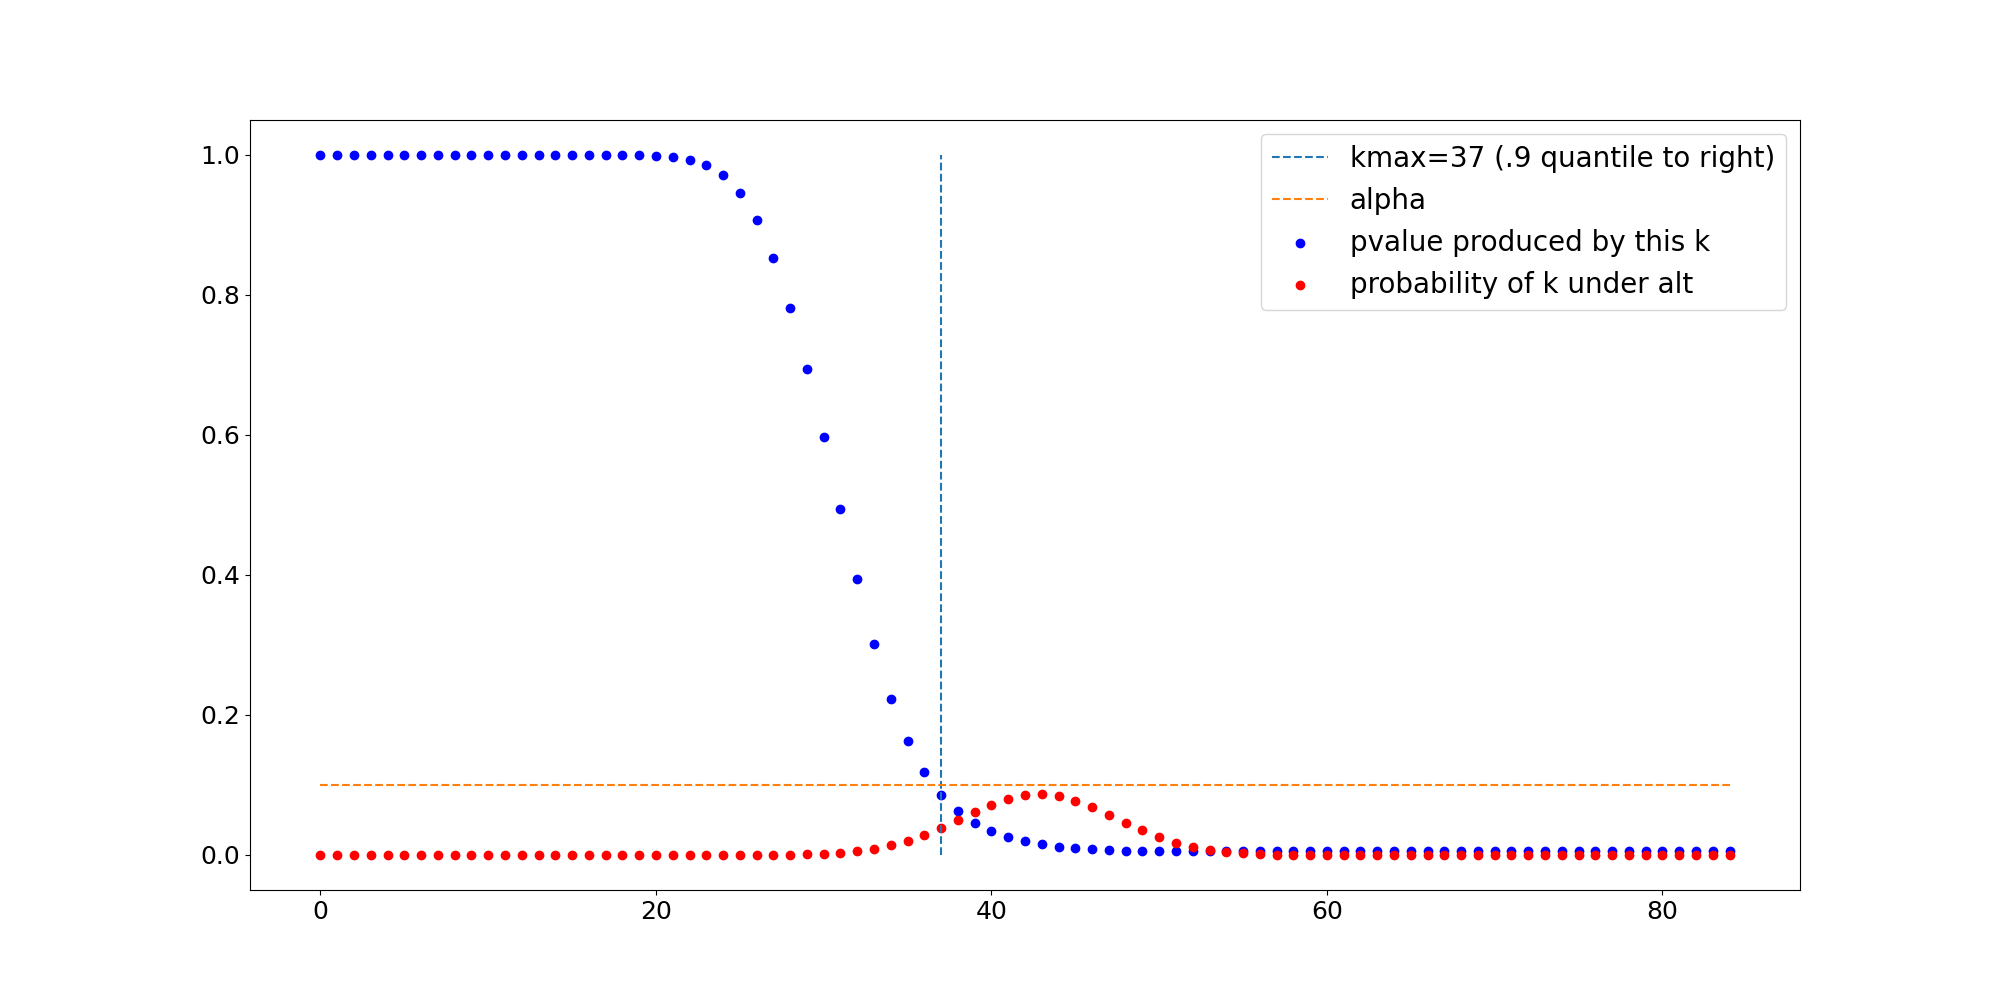 kmax=37 (.9 quantile to right)
alpha
pvalue produced by this k
probability of k under alt
1.0
0.8
0.6
0.4
0.2
0.0
0 20 40 60 80